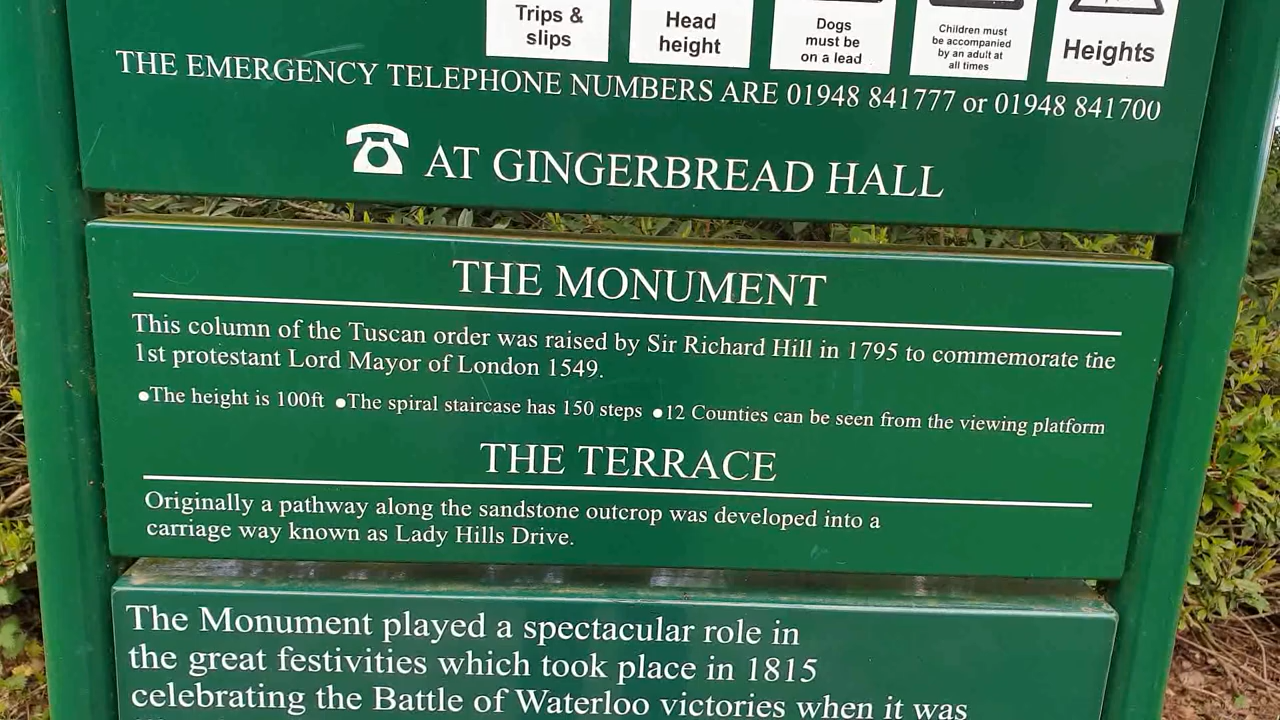 Trips &
slips
Head
height
Dogs
must be
on a lead
Children must
be accompanied
by an adult at
all times
Heights
THE EMERGENCY TELEPHONE NUMBERS ARE 01948 841777 or 01948 841700
AT GINGERBREAD HALL
THE MONUMENT
This column of the Tuscan order was raised by Sir Richard Hill in 1795 to commemorate the
1st protestant Lord Mayor of London 1549.
●The height is 100ft ●The spiral staircase has 150 steps ●12 Counties can be seen from the viewing platform
THE TERRACE
Originally a pathway along the sandstone outcrop was developed into a
carriage way known as Lady Hills Drive.
The Monument played a spectacular role in
the great festivities which took place in 1815
celebrating the Battle of Waterloo victories when it was